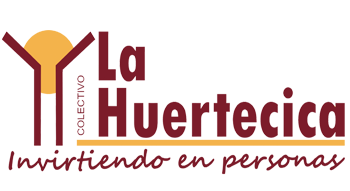 COLECTIVO
La
Huertecica
Invirtiendo en personas